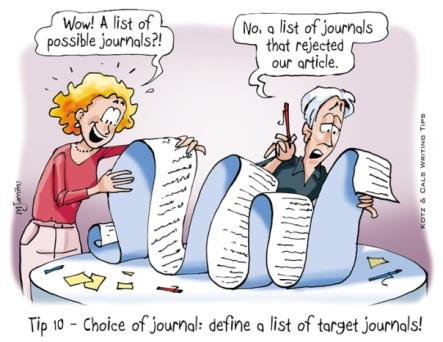 Wow! A list of
possible journals?!
No, a list of journals
that rejected
our article.
KOTZ & CALS WRITING TIPS
Tip 10 - Choice of journal: define a list of target journals!